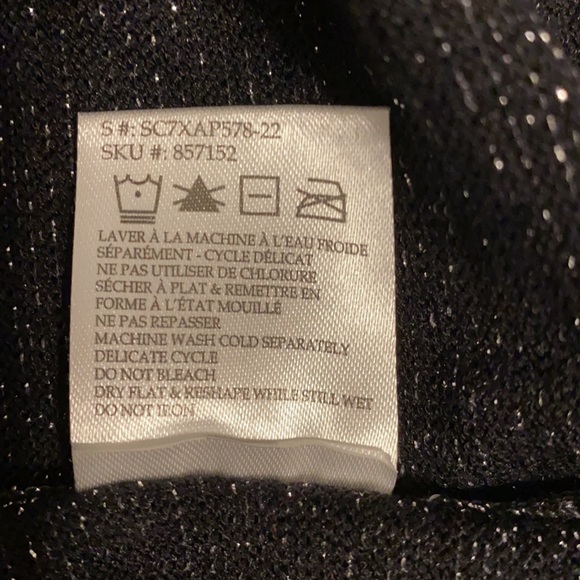 S #: SC7XAP578-22
SKU #: 857152
LAVER À LA MACHINE À L'EAU FROIDE
SÉPARÉMENT - CYCLE DÉLICAT
NE PAS UTILISER DE CHLORURE
SÉCHER À PLAT & REMETTRE EN
FORME À L'ÉTAT MOUILLÉ
NE PAS REPASSER
MACHINE WASH COLD SEPARATELY
DELICATE CYCLE
DO NOT BLEACH
DRY FLAT & RESHAPE WHILE STILL WET
DO NOT IRON